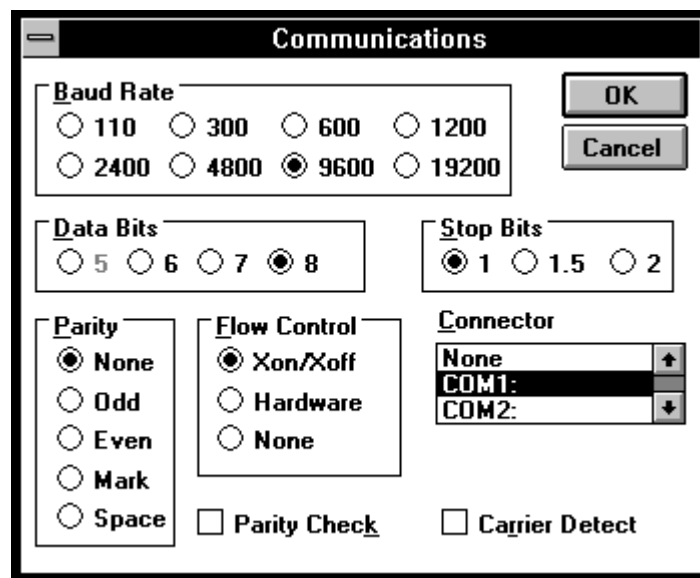 Communications
Baud Rate
110 300 600 1200
2400 4800 9600 19200
OK
Cancel
Data Bits
5 6 7 8
Stop Bits
1 1.5 2
Parity
None
Odd
Even
Mark
Space
Flow Control
Xon/Xoff
Hardware
None
Connector
None
COM1:
COM2:
Parity Check
Carrier Detect